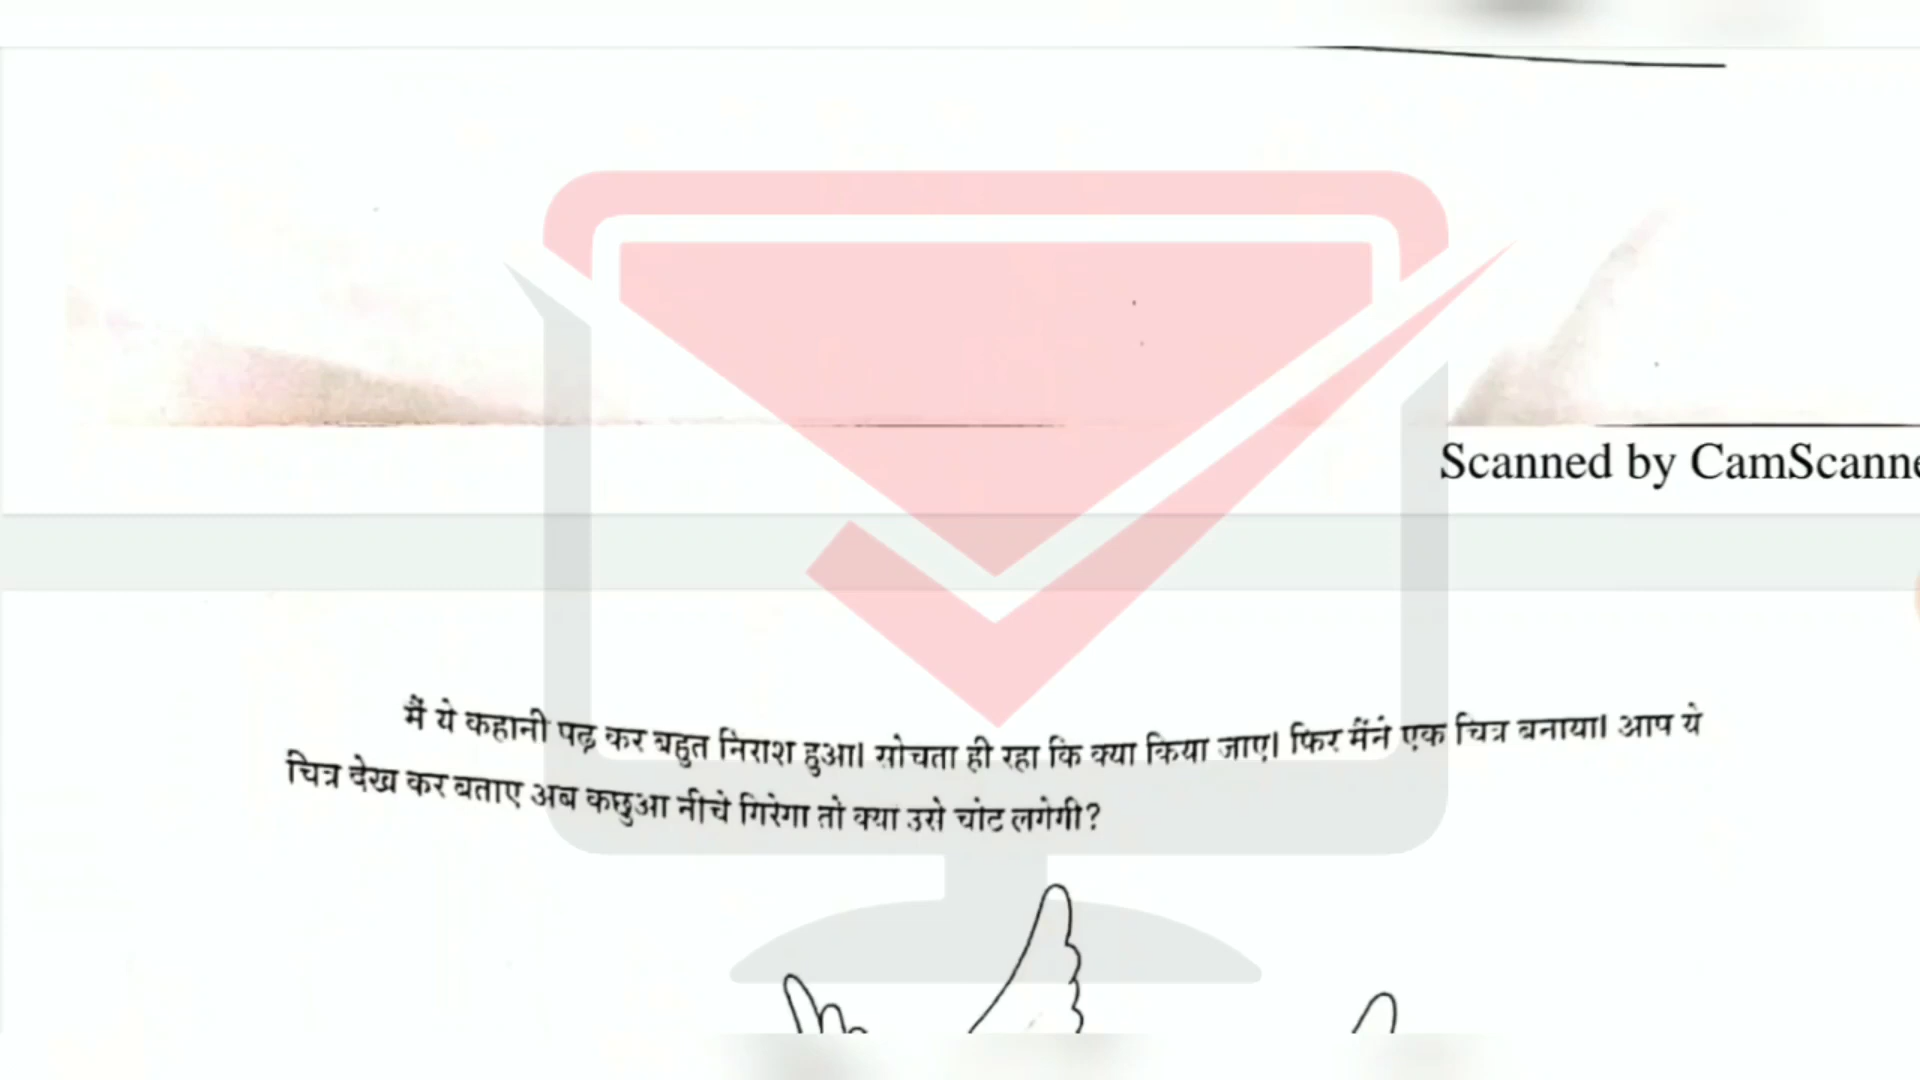 Scanned by CamScanne
मैं ये कहानी पढ़ कर बहुत निराश हुआ। सोचता ही रहा कि क्या किया जाए। फिर मैंने एक चित्र बनाया। आप ये
चित्र देख कर बताए अब कछुआ नीचे गिरेगा तो क्या उसे चोट लगेगी?